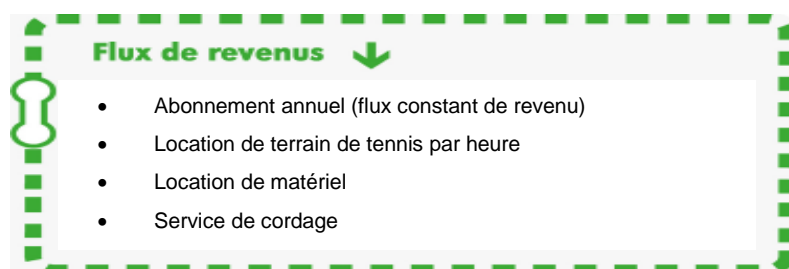 Flux de revenus
• Abonnement annuel (flux constant de revenu)
• Location de terrain de tennis par heure
• Location de matériel
• Service de cordage